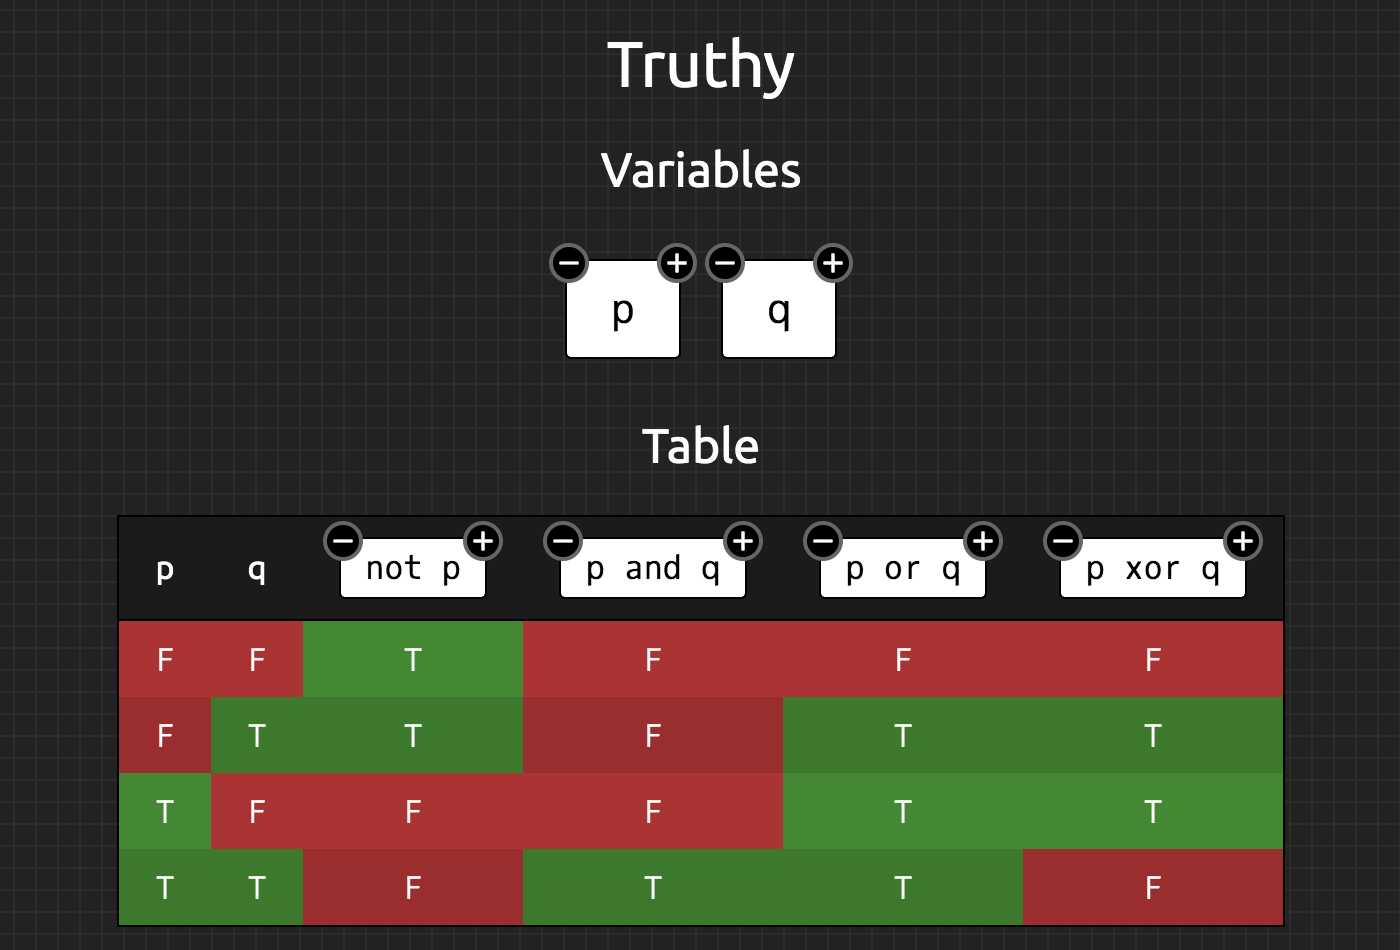 Truthy
Variables
− p + − q +
Table
p q − not p + − p and q + − p or q + − p xor q +
F F T F F F
F T T F T T
T F F F T T
T T F T T F